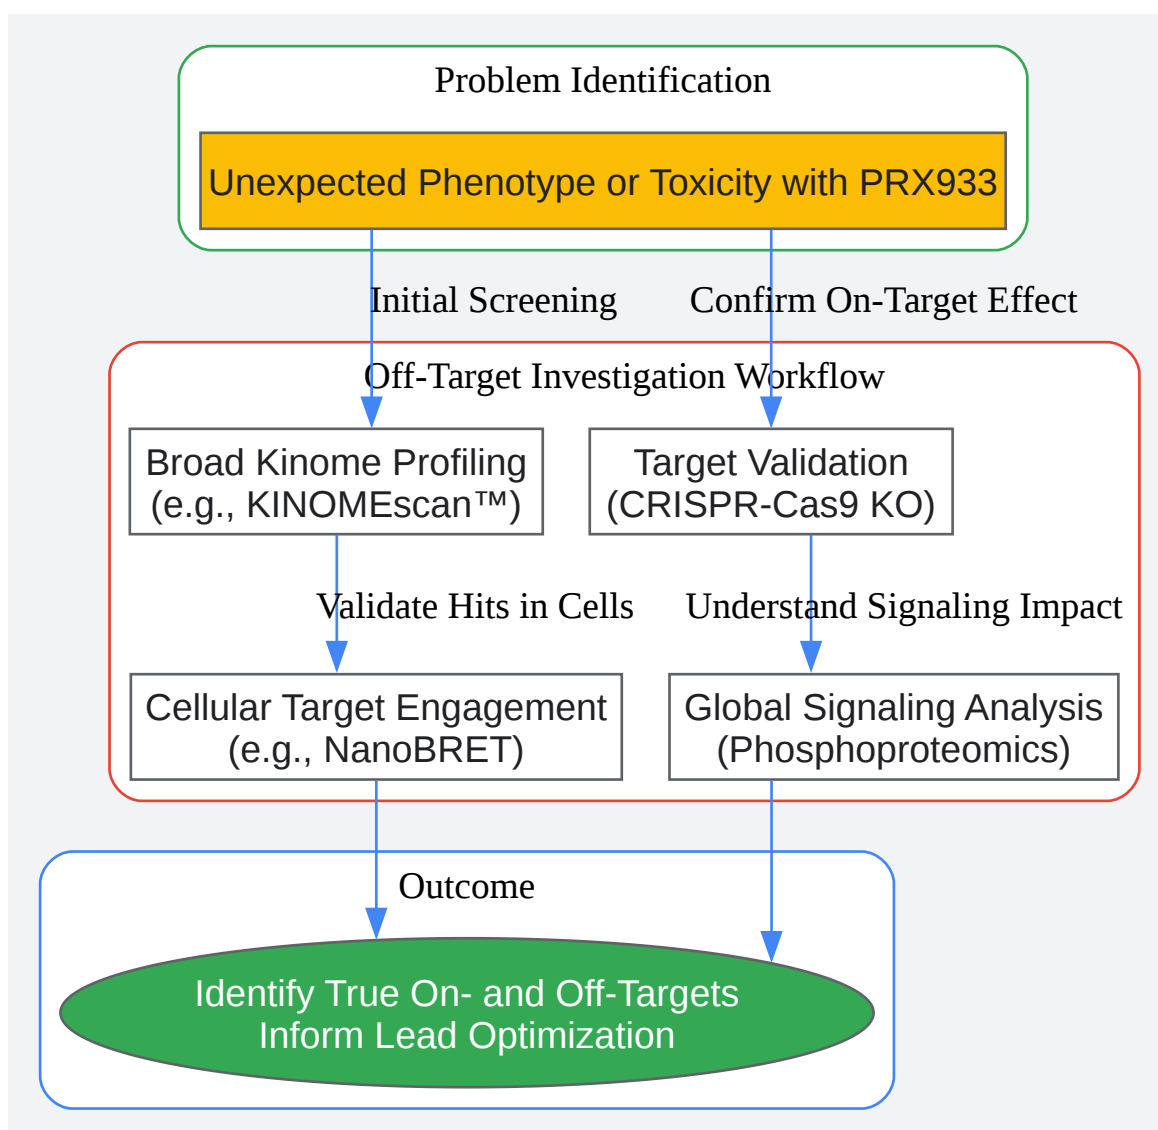 Problem Identification
Unexpected Phenotype or Toxicity with PRX933
Initial Screening
Confirm On-Target Effect
Off-Target Investigation Workflow
Broad Kinome Profiling
(e.g., KINOMEscan™)
Target Validation
(CRISPR-Cas9 KO)
Validate Hits in Cells
Understand Signaling Impact
Cellular Target Engagement
(e.g., NanoBRET)
Global Signaling Analysis
(Phosphoproteomics)
Outcome
Identify True On- and Off-Targets
Inform Lead Optimization